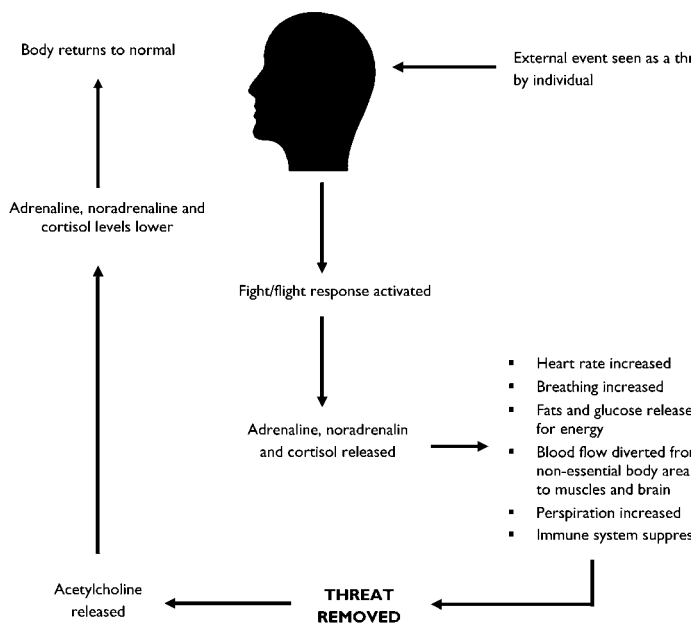 Body returns to normal
External event seen as a thr
by individual
Adrenaline, noradrenaline and
cortisol levels lower
Fight/flight response activated
Adrenaline, noradrenalin
and cortisol released
▪ Heart rate increased
▪ Breathing increased
▪ Fats and glucose release
for energy
▪ Blood flow diverted from
non-essential body area
to muscles and brain
▪ Perspiration increased
▪ Immune system suppres
THREAT
REMOVED
Acetylcholine
released